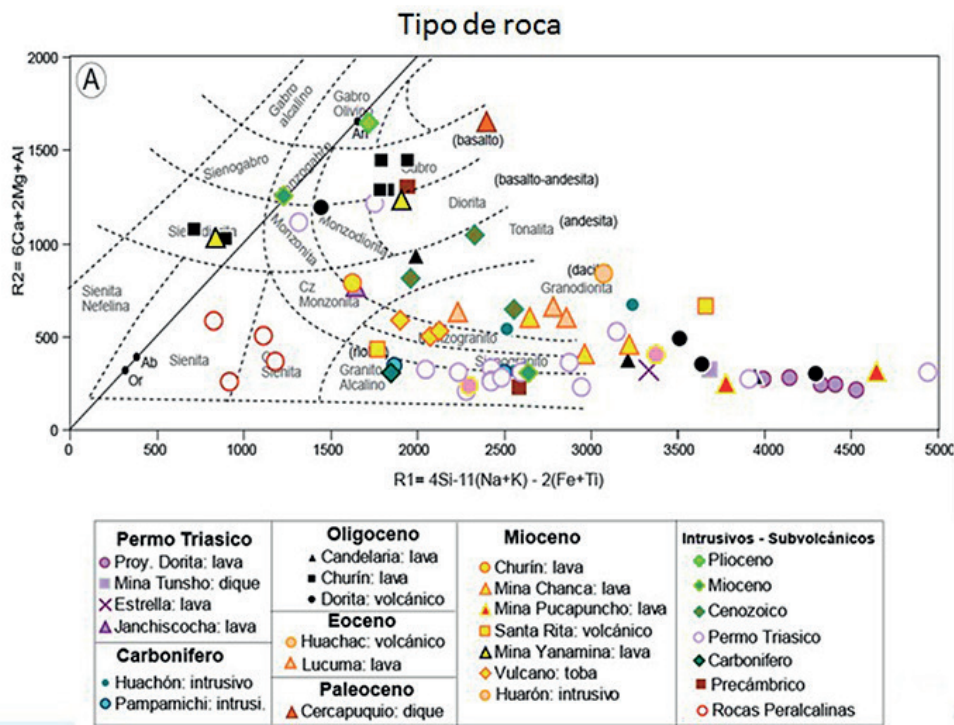 Tipo de roca
A
R2= 6Ca+2Mg+Al
2000
1500
1000
500
0
Gabro
alcalino
Gabro
Olivino
An
(basalto)
Sienogabro
Monzogabro
Gabro
(basalto-andesita)
Diorita
Sienodiorita
Monzonita
Monzodiorita
Tonalita
(andesita)
Sienita
Nefelina
Cz
Monzonita
Granodiorita
Monzogranito
Ab
Or
Sienita
Sienita
Granito
Alcalino
Sienogranito
0
500
1000
1500
2000
2500
3000
3500
4000
4500
5000
R1= 4Si-11(Na+K) - 2(Fe+Ti)
Permo Triasico
Proy. Dorita: lava
Mina Tunsho: dique
Estrella: lava
Janchiscocha: lava
Carbonifero
Huachón: intrusivo
Pampamichi: intrusi.
Oligoceno
Candelaria: lava
Churín: lava
Dorita: volcánico
Eoceno
Huachac: volcánico
Lucuma: lava
Paleoceno
Cercapuquio: dique
Mioceno
Churín: lava
Mina Chanca: lava
Mina Pucapuncho: lava
Santa Rita: volcánico
Mina Yanamina: lava
Vulcano: toba
Huarón: intrusivo
Intrusivos - Subvolcánicos
Plioceno
Mioceno
Cenozoico
Permo Triasico
Carbonifero
Precámbrico
Rocas Peralcalinas